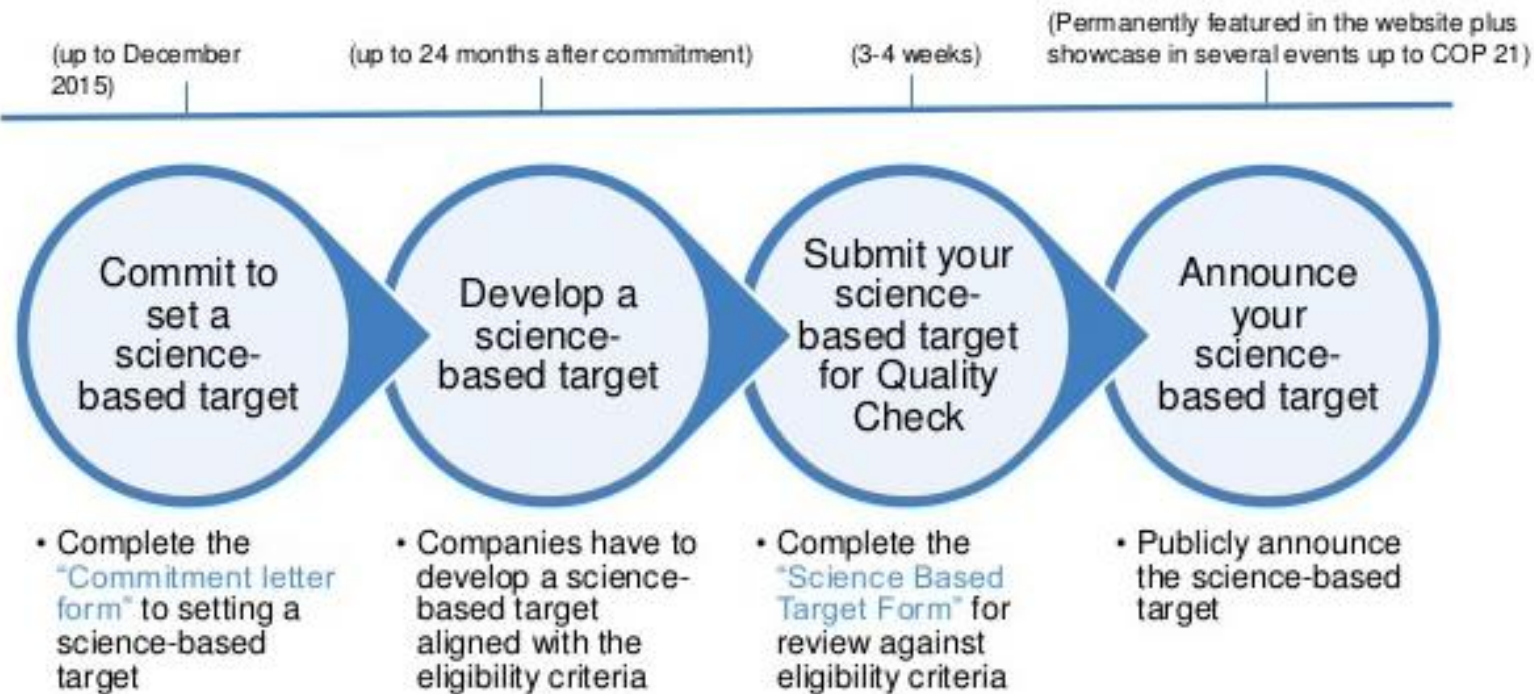 (up to December
2015)
(up to 24 months after commitment)
(3-4 weeks)
(Permanently featured in the website plus
showcase in several events up to COP 21)
Commit to
set a
science-
based target
Develop a
science-
based target
Submit your
science-
based target
for Quality
Check
Announce
your
science-
based target
• Complete the
"Commitment letter
form" to setting a
science-based
target
• Companies have to
develop a science-
based target
aligned with the
eligibility criteria
• Complete the
"Science Based
Target Form" for
review against
eligibility criteria
• Publicly announce
the science-based
target